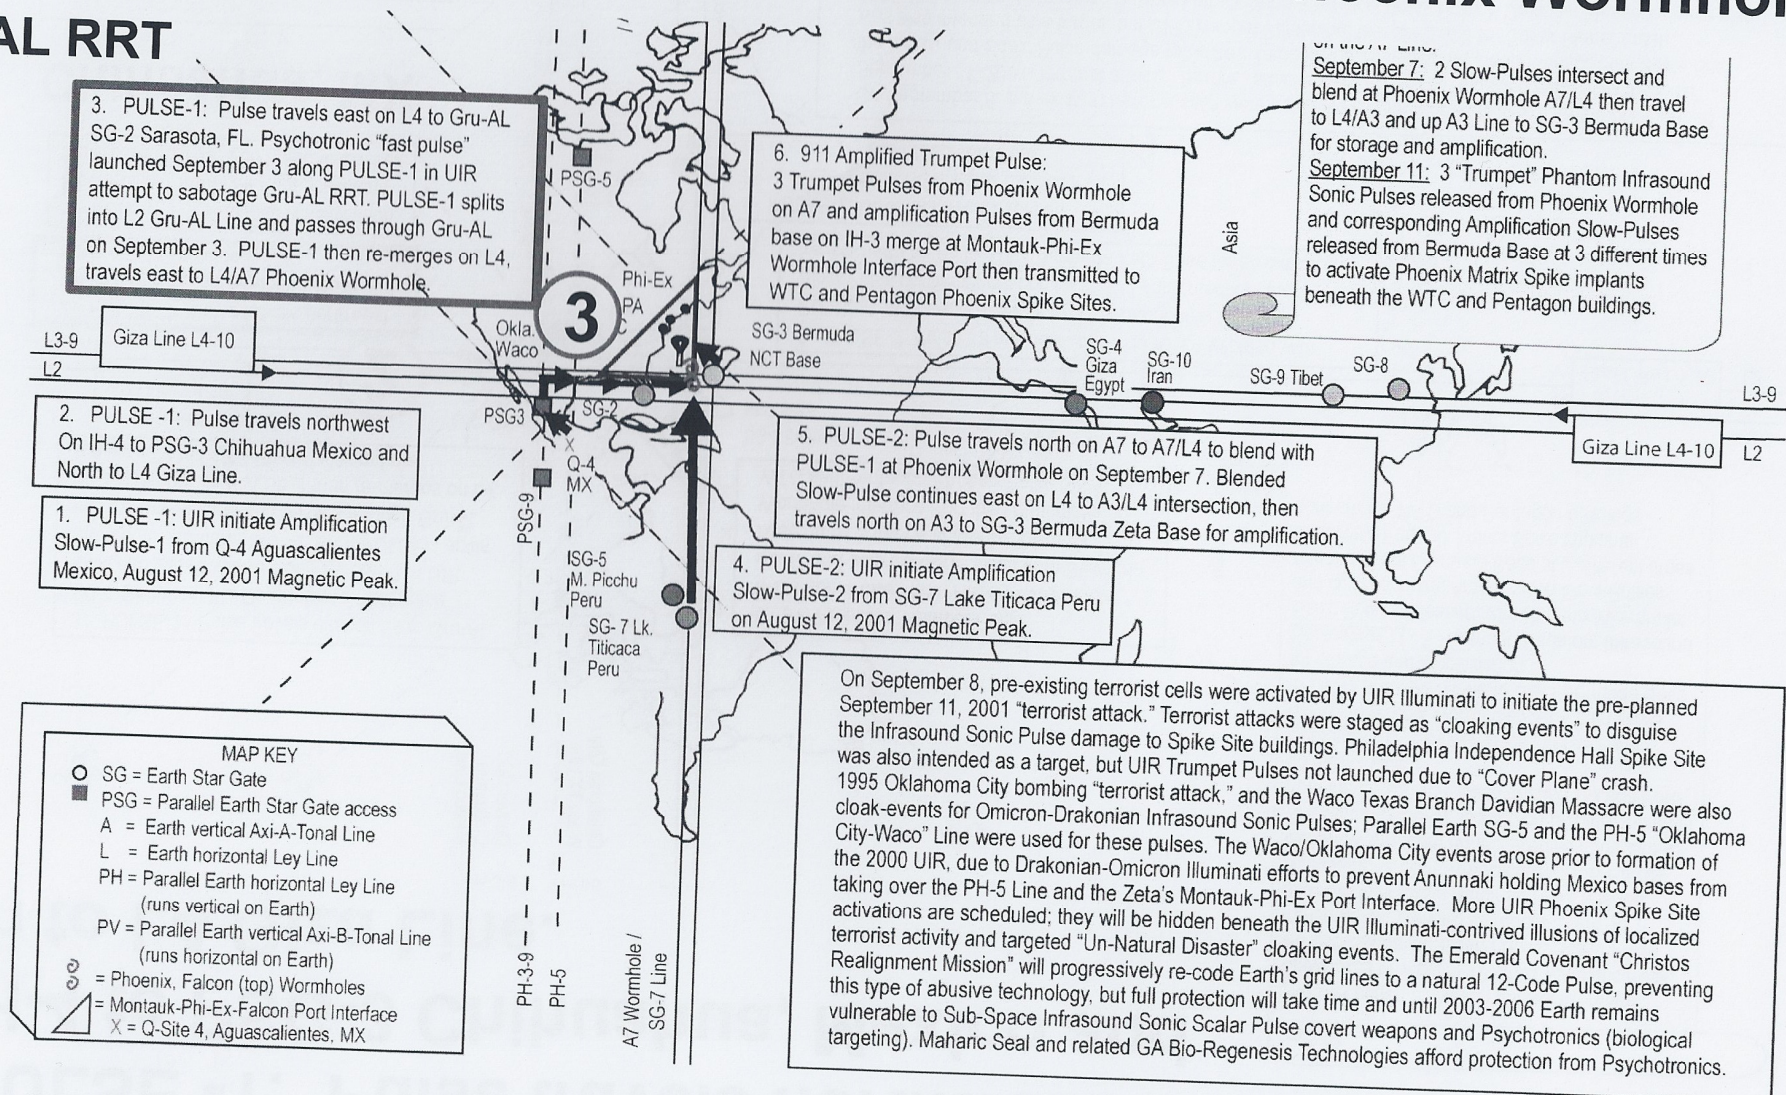 AL RRT
3. PULSE-1: Pulse travels east on L4 to Gru-AL
SG-2 Sarasota, FL. Psychotronic “fast pulse”
launched September 3 along PULSE-1 in UIR
attempt to sabotage Gru-AL RRT. PULSE-1 splits
into L2 Gru-AL Line and passes through Gru-AL
on September 3. PULSE-1 then re-merges on L4,
travels east to L4/A7 Phoenix Wormhole.
PSG-5
6. 911 Amplified Trumpet Pulse:
3 Trumpet Pulses from Phoenix Wormhole
on A7 and amplification Pulses from Bermuda
base on IH-3 merge at Montauk-Phi-Ex
Wormhole Interface Port then transmitted to
WTC and Pentagon Phoenix Spike Sites.
September 7: 2 Slow-Pulses intersect and
blend at Phoenix Wormhole A7/L4 then travel
to L4/A3 and up A3 Line to SG-3 Bermuda Base
for storage and amplification.
September 11: 3 “Trumpet” Phantom Infrasound
Sonic Pulses released from Phoenix Wormhole
and corresponding Amplification Slow-Pulses
released from Bermuda Base at 3 different times
to activate Phoenix Matrix Spike implants
beneath the WTC and Pentagon buildings.
Asia
Phi-Ex
PA
C
3
Okla.
Waco
SG-3 Bermuda
NCT Base
L3-9
Giza Line L4-10
L2
SG-4
Giza
Egypt
SG-10
Iran
SG-9 Tibet
SG-8
L3-9
Giza Line L4-10
L2
PSG3
SG-2
X
Q-4
MX
PSG-9
2. PULSE -1: Pulse travels northwest
On IH-4 to PSG-3 Chihuahua Mexico and
North to L4 Giza Line.
1. PULSE -1: UIR initiate Amplification
Slow-Pulse-1 from Q-4 Aguascalientes
Mexico, August 12, 2001 Magnetic Peak.
5. PULSE-2: Pulse travels north on A7 to A7/L4 to blend with
PULSE-1 at Phoenix Wormhole on September 7. Blended
Slow-Pulse continues east on L4 to A3/L4 intersection, then
travels north on A3 to SG-3 Bermuda Zeta Base for amplification.
ISG-5
M. Picchu
Peru
SG- 7 Lk.
Titicaca
Peru
4. PULSE-2: UIR initiate Amplification
Slow-Pulse-2 from SG-7 Lake Titicaca Peru
on August 12, 2001 Magnetic Peak.
MAP KEY
SG = Earth Star Gate
PSG = Parallel Earth Star Gate access
A = Earth vertical Axi-A-Tonal Line
L = Earth horizontal Ley Line
PH = Parallel Earth horizontal Ley Line
(runs vertical on Earth)
PV = Parallel Earth vertical Axi-B-Tonal Line
(runs horizontal on Earth)
= Phoenix, Falcon (top) Wormholes
= Montauk-Phi-Ex-Falcon Port Interface
X = Q-Site 4, Aguascalientes, MX
PH-3-9
PH-5
A7 Wormhole /
SG-7 Line
On September 8, pre-existing terrorist cells were activated by UIR Illuminati to initiate the pre-planned
September 11, 2001 “terrorist attack.” Terrorist attacks were staged as “cloaking events” to disguise
the Infrasound Sonic Pulse damage to Spike Site buildings. Philadelphia Independence Hall Spike Site
was also intended as a target, but UIR Trumpet Pulses not launched due to “Cover Plane” crash.
1995 Oklahoma City bombing “terrorist attack,” and the Waco Texas Branch Davidian Massacre were also
cloak-events for Omicron-Drakonian Infrasound Sonic Pulses; Parallel Earth SG-5 and the PH-5 “Oklahoma
City-Waco” Line were used for these pulses. The Waco/Oklahoma City events arose prior to formation of
the 2000 UIR, due to Drakonian-Omicron Illuminati efforts to prevent Anunnaki holding Mexico bases from
taking over the PH-5 Line and the Zeta’s Montauk-Phi-Ex Port Interface. More UIR Phoenix Spike Site
activations are scheduled; they will be hidden beneath the UIR Illuminati-contrived illusions of localized
terrorist activity and targeted “Un-Natural Disaster” cloaking events. The Emerald Covenant “Christos
Realignment Mission” will progressively re-code Earth’s grid lines to a natural 12-Code Pulse, preventing
this type of abusive technology, but full protection will take time and until 2003-2006 Earth remains
vulnerable to Sub-Space Infrasound Sonic Scalar Pulse covert weapons and Psychotronics (biological
targeting). Maharic Seal and related GA Bio-Regenesis Technologies afford protection from Psychotronics.